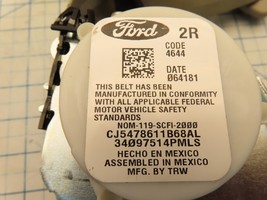 Ford 2R
CODE
4644
DATE
064181
THIS BELT HAS BEEN
MANUFACTURED IN CONFORMITY
WITH ALL APPLICABLE FEDERAL
MOTOR VEHICLE SAFETY
STANDARDS
NOM-119-SCFI-2000
CJ5478611B68AL
34097514PMLS
HECHO EN MEXICO
ASSEMBLED IN MEXICO
MFG. BY TRW